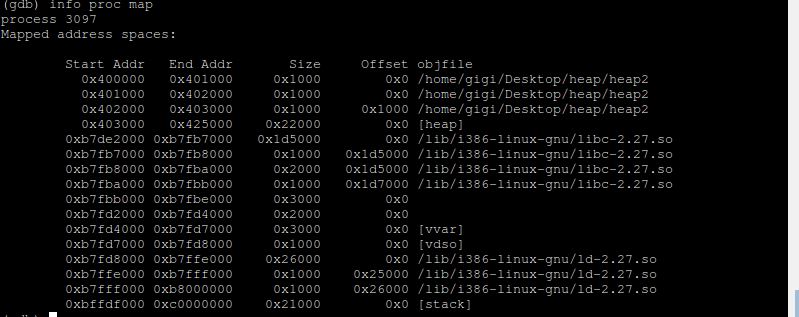 (gdb) info proc map
process 3097
Mapped address spaces:
Start Addr End Addr Size Offset objfile
0x400000 0x401000 0x1000 0x0 /home/gigi/Desktop/heap/heap2
0x401000 0x402000 0x1000 0x0 /home/gigi/Desktop/heap/heap2
0x402000 0x403000 0x1000 0x1000 /home/gigi/Desktop/heap/heap2
0x403000 0x425000 0x22000 0x0 [heap]
0xb7de2000 0xb7fb7000 0x1d5000 0x0 /lib/i386-linux-gnu/libc-2.27.so
0xb7fb7000 0xb7fb8000 0x1000 0x1d5000 /lib/i386-linux-gnu/libc-2.27.so
0xb7fb8000 0xb7fba000 0x2000 0x1d5000 /lib/i386-linux-gnu/libc-2.27.so
0xb7fba000 0xb7fbb000 0x1000 0x1d7000 /lib/i386-linux-gnu/libc-2.27.so
0xb7fbb000 0xb7fbe000 0x3000 0x0
0xb7fd2000 0xb7fd4000 0x2000 0x0
0xb7fd4000 0xb7fd7000 0x3000 0x0 [vvar]
0xb7fd7000 0xb7fd8000 0x1000 0x0 [vdso]
0xb7fd8000 0xb7ffe000 0x26000 0x0 /lib/i386-linux-gnu/ld-2.27.so
0xb7ffe000 0xb7fff000 0x1000 0x25000 /lib/i386-linux-gnu/ld-2.27.so
0xb7fff000 0xb8000000 0x1000 0x26000 /lib/i386-linux-gnu/ld-2.27.so
0xbffdf000 0xc0000000 0x21000 0x0 [stack]